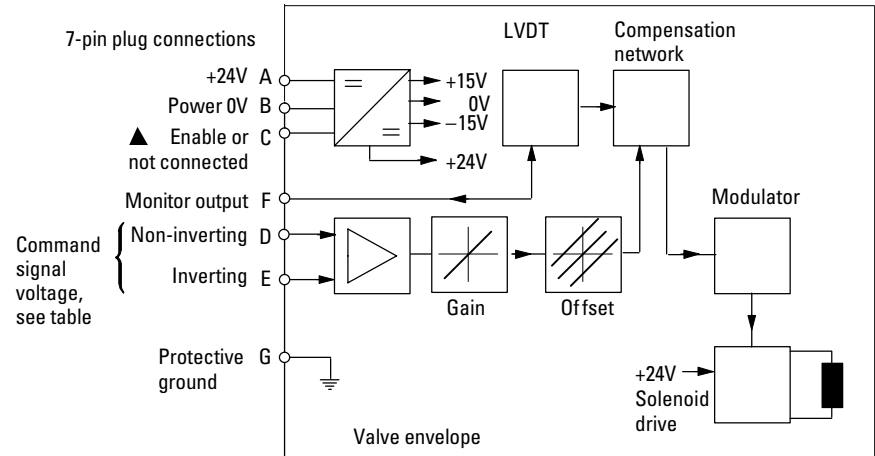 7-pin plug connections
LVDT
Compensation
network
+24V A
Power 0V B
▲ Enable or C
not connected
+15V
0V
–15V
+24V
Monitor output F
Modulator
Command
signal
voltage,
see table
Non-inverting D
Inverting E
Gain
Offset
Protective G
ground
+24V
Solenoid
drive
Valve envelope